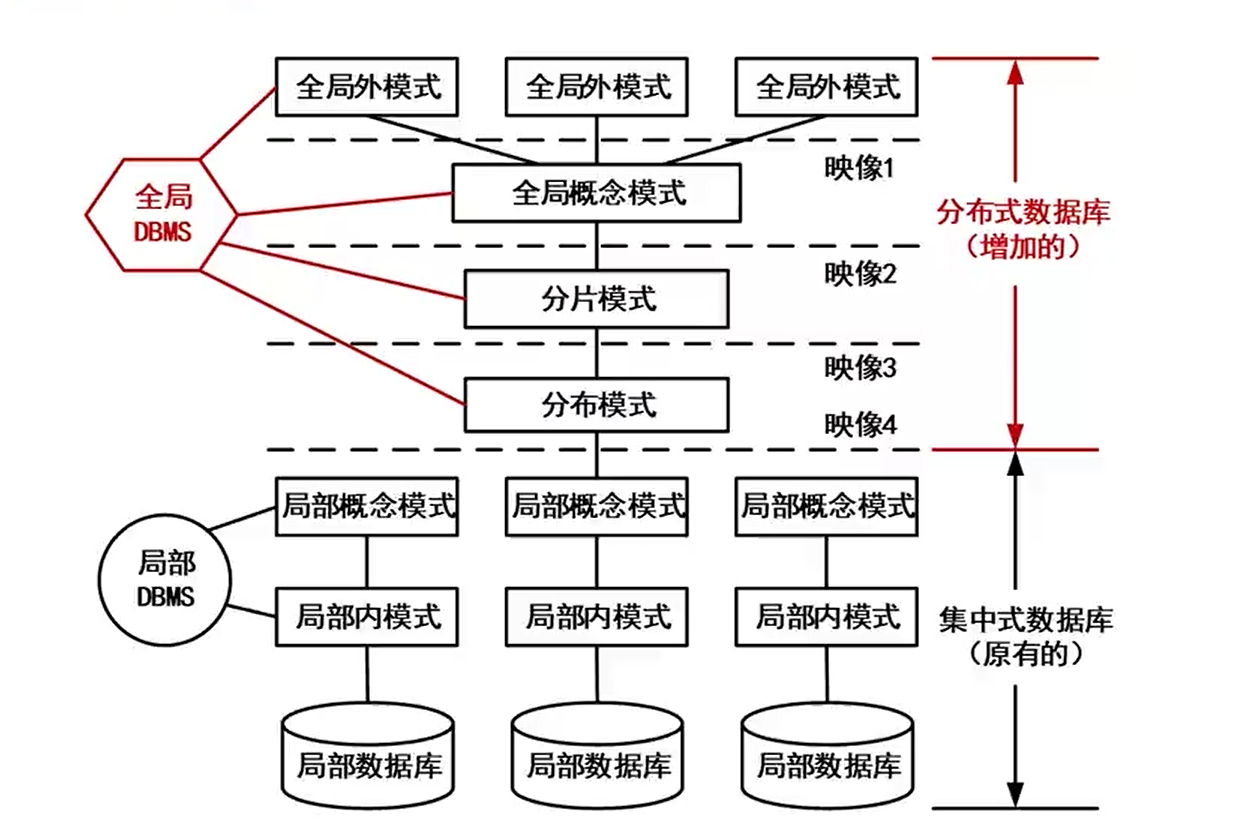 全局外模式
全局外模式
全局外模式
映像1
全局
DBMS
全局概念模式
分布式数据库
（增加的）
映像2
分片模式
映像3
分布模式
映像4
局部概念模式
局部概念模式
局部概念模式
局部
DBMS
局部内模式
局部内模式
局部内模式
集中式数据库
（原有的）
局部数据库
局部数据库
局部数据库